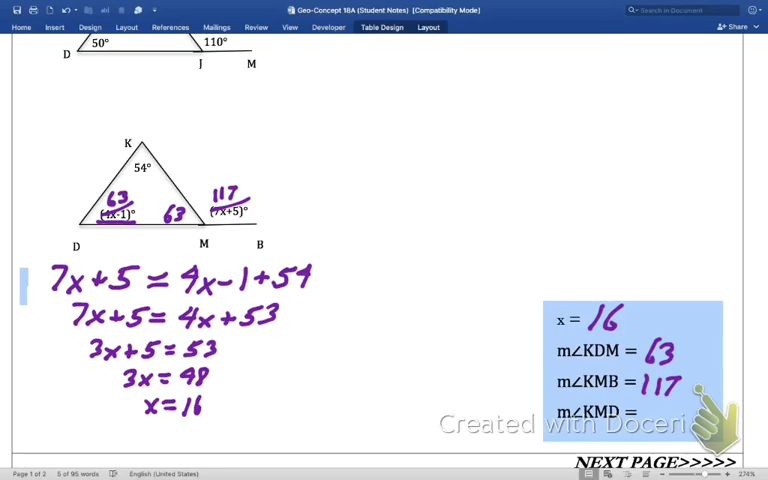 Geo-Concept 18A (Student Notes) [Compatibility Mode]
Search in Document
Home Insert Design Layout References Mailings Review View Developer Table Design Layout
Share
50° 110°
D J M
K
54°
63 117
(4x-1)° 63 (7x+5)°
D M B
7x+5 = 4x-1+54
7x+5 = 4x+53
3x+5 = 53
3x = 48
x = 16
x = 16
m∠KDM = 63
m∠KMB = 117
m∠KMD =
Created with Doceri
NEXT PAGE>>>>>
Page 1 of 2 5 of 95 words English (United States) 274%